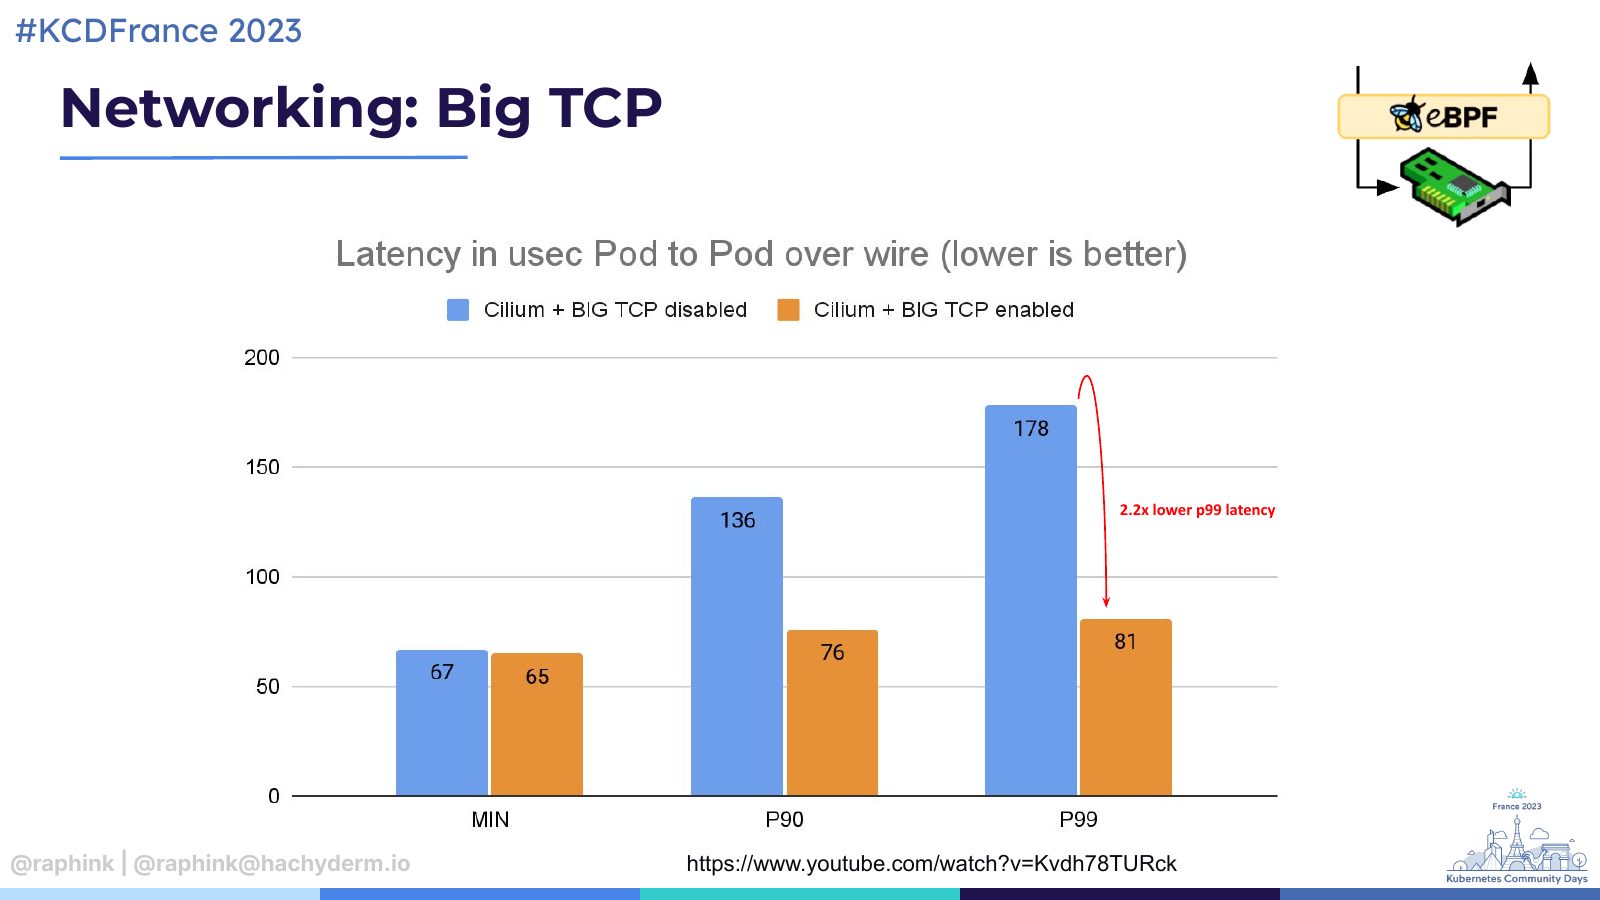 #KCDFrance 2023
Networking: Big TCP
eBPF
Latency in usec Pod to Pod over wire (lower is better)
Cilium + BIG TCP disabled
Cilium + BIG TCP enabled
200
150
100
50
0
67
65
136
76
178
81
2.2x lower p99 latency
MIN
P90
P99
@raphink | @raphink@hachyderm.io
https://www.youtube.com/watch?v=Kvdh78TURck
France 2023
Kubernetes Community Days